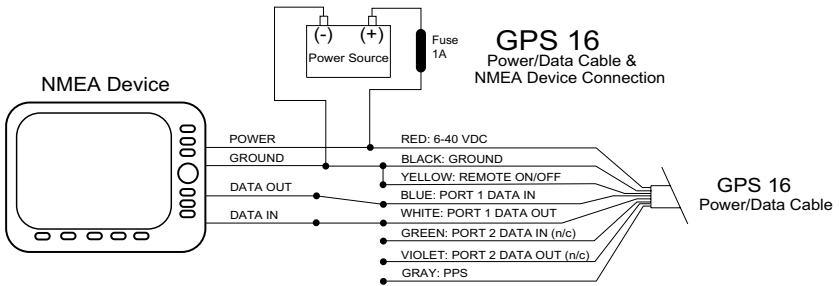 (-) (+)
Power Source
Fuse
1A
GPS 16
Power/Data Cable &
NMEA Device Connection
NMEA Device
POWER
GROUND
DATA OUT
DATA IN
RED: 6-40 VDC
BLACK: GROUND
YELLOW: REMOTE ON/OFF
BLUE: PORT 1 DATA IN
WHITE: PORT 1 DATA OUT
GREEN: PORT 2 DATA IN (n/c)
VIOLET: PORT 2 DATA OUT (n/c)
GRAY: PPS
GPS 16
Power/Data Cable